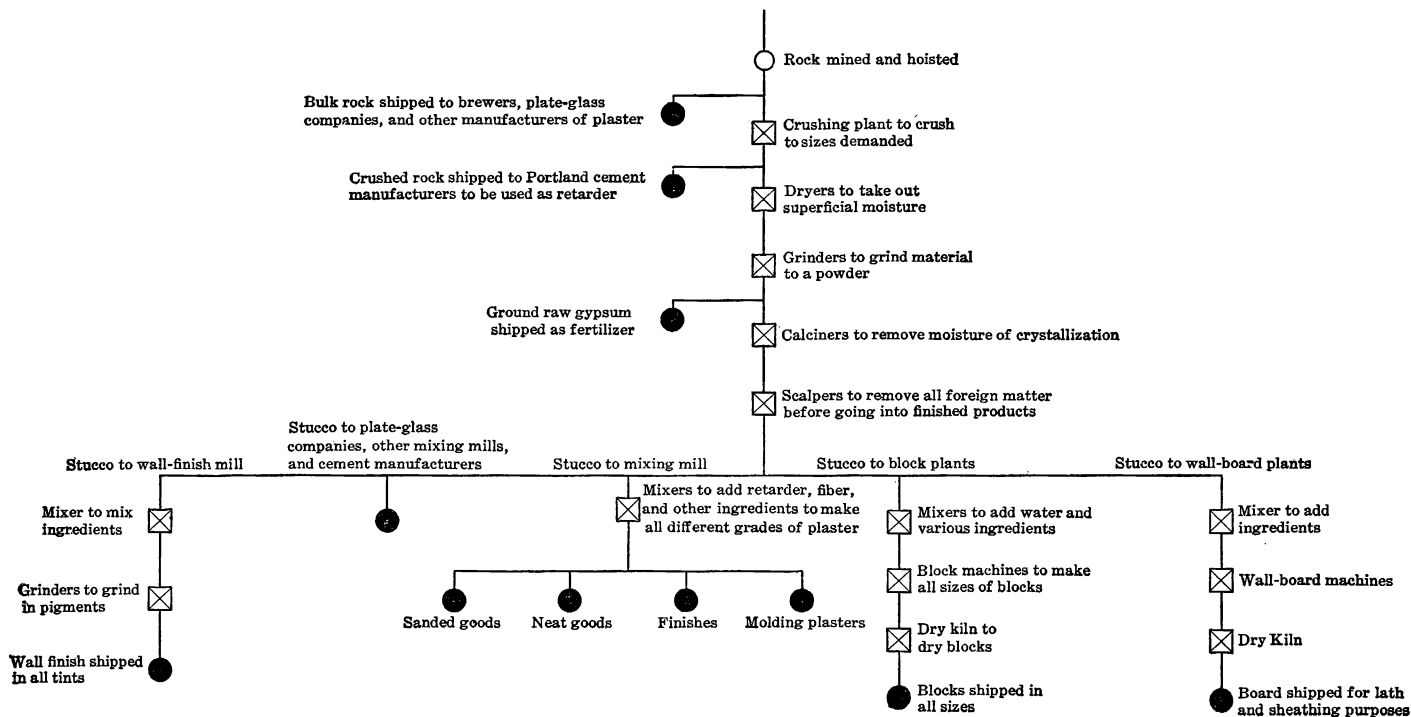 Rock mined and hoisted
Bulk rock shipped to brewers, plate-glass
companies, and other manufacturers of plaster
Crushing plant to crush
to sizes demanded
Crushed rock shipped to Portland cement
manufacturers to be used as retarder
Dryers to take out
superficial moisture
Grinders to grind material
to a powder
Ground raw gypsum
shipped as fertilizer
Calciners to remove moisture of crystallization
Scalpers to remove all foreign matter
before going into finished products
Stucco to wall-finish mill
Stucco to plate-glass
companies, other mixing mills,
and cement manufacturers
Stucco to mixing mill
Stucco to block plants
Stucco to wall-board plants
Mixer to mix
ingredients
Grinders to grind
in pigments
Wall finish shipped
in all tints
Mixers to add retarder, fiber,
and other ingredients to make
all different grades of plaster
Sanded goods
Neat goods
Finishes
Molding plasters
Mixers to add water and
various ingredients
Block machines to make
all sizes of blocks
Dry kiln to
dry blocks
Blocks shipped in
all sizes
Mixer to add
ingredients
Wall-board machines
Dry Kiln
Board shipped for lath
and sheathing purposes